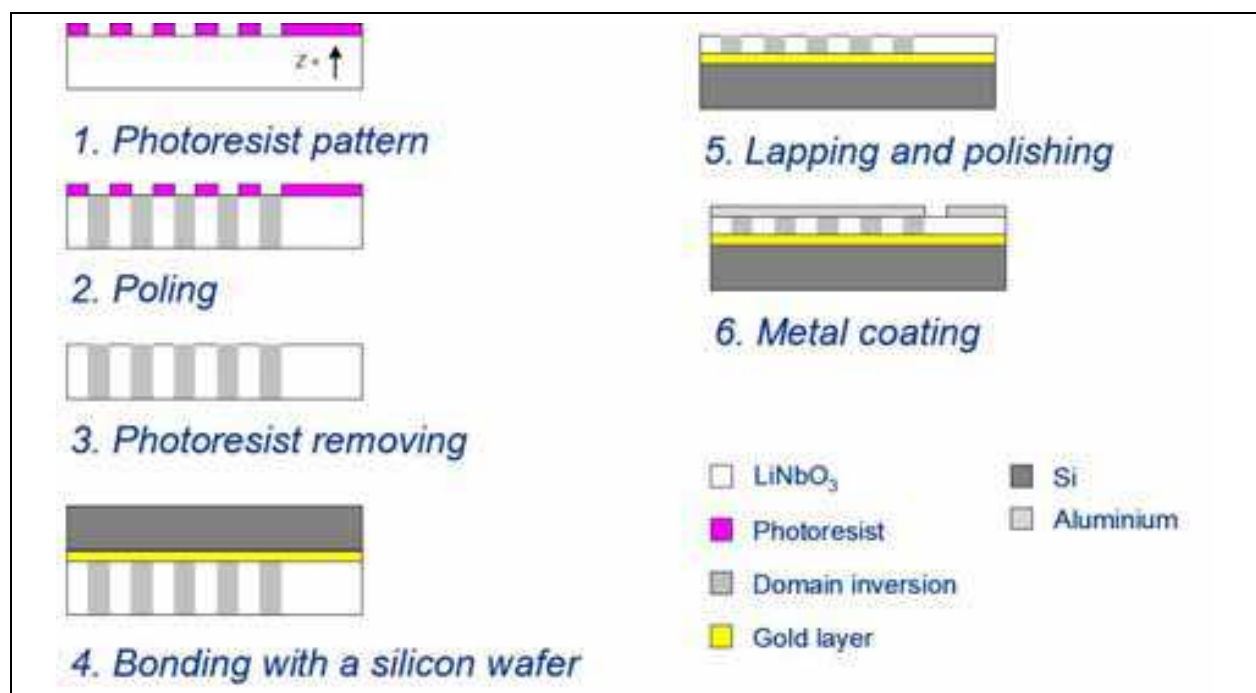 Z +
1. Photoresist pattern
2. Poling
3. Photoresist removing
4. Bonding with a silicon wafer
5. Lapping and polishing
6. Metal coating
LiNbO₃
Photoresist
Domain inversion
Gold layer
Si
Aluminium